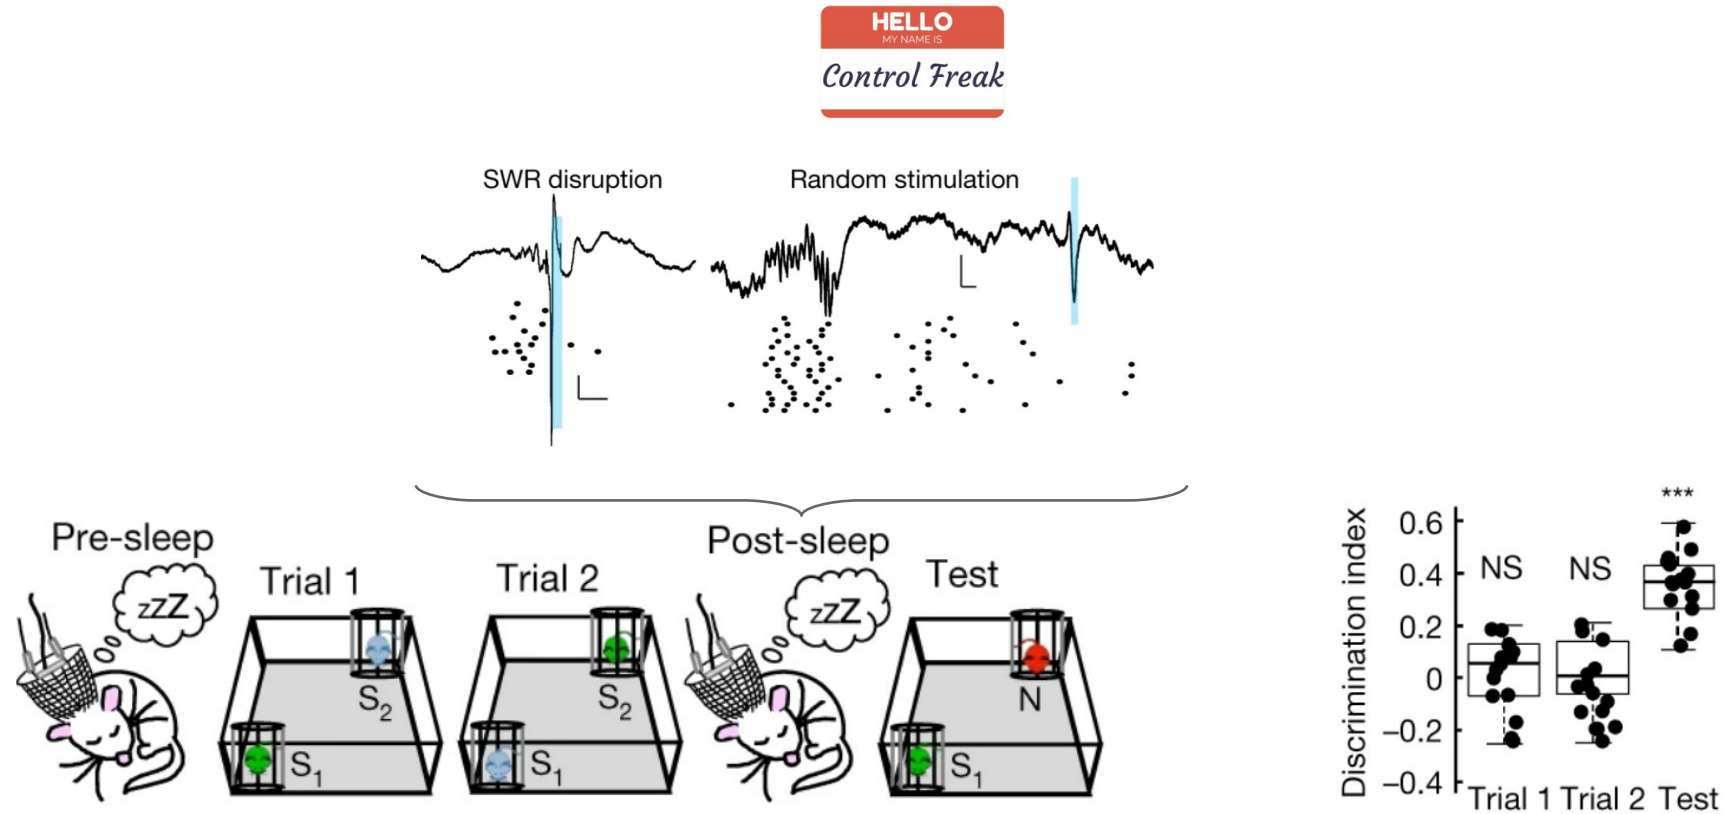 HELLO
MY NAME IS
Control Freak
SWR disruption
Random stimulation
Pre-sleep
zzZ
Trial 1
S2
S1
Trial 2
S2
S1
Post-sleep
zzZ
Test
N
S1
Discrimination index
0.6
0.4
0.2
0
−0.2
−0.4
NS
NS
***
Trial 1 Trial 2 Test